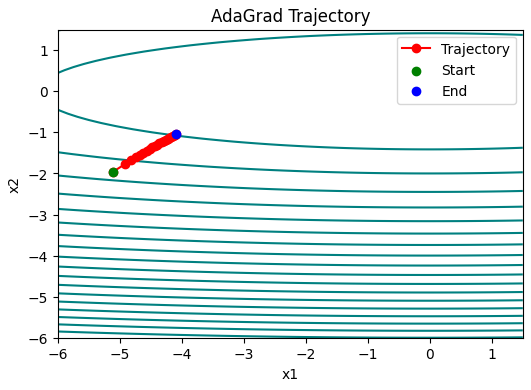 AdaGrad Trajectory
Trajectory
Start
End
x2
1
0
−1
−2
−3
−4
−5
−6
−6 −5 −4 −3 −2 −1 0 1
x1